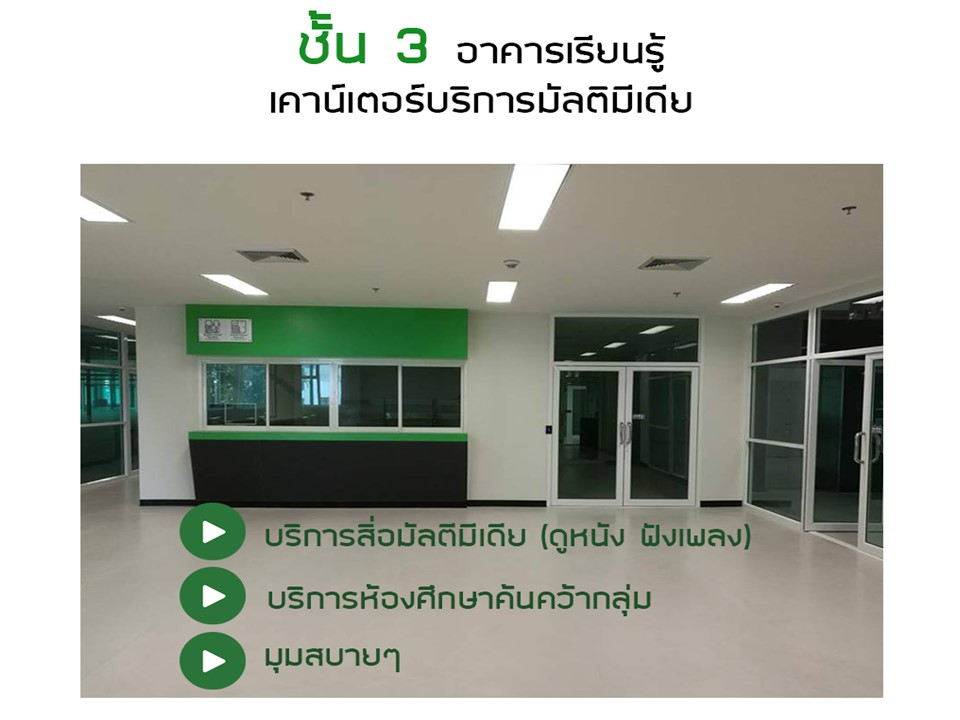 ชั้น 3 อาคารเรียนรู้
เคาน์เตอร์บริการมัลติมีเดีย
บริการสื่อมัลตีมีเดีย (ดูหนัง ฟังเพลง)
บริการห้องศึกษาค้นคว้ากลุ่ม
มุมสบายๆ